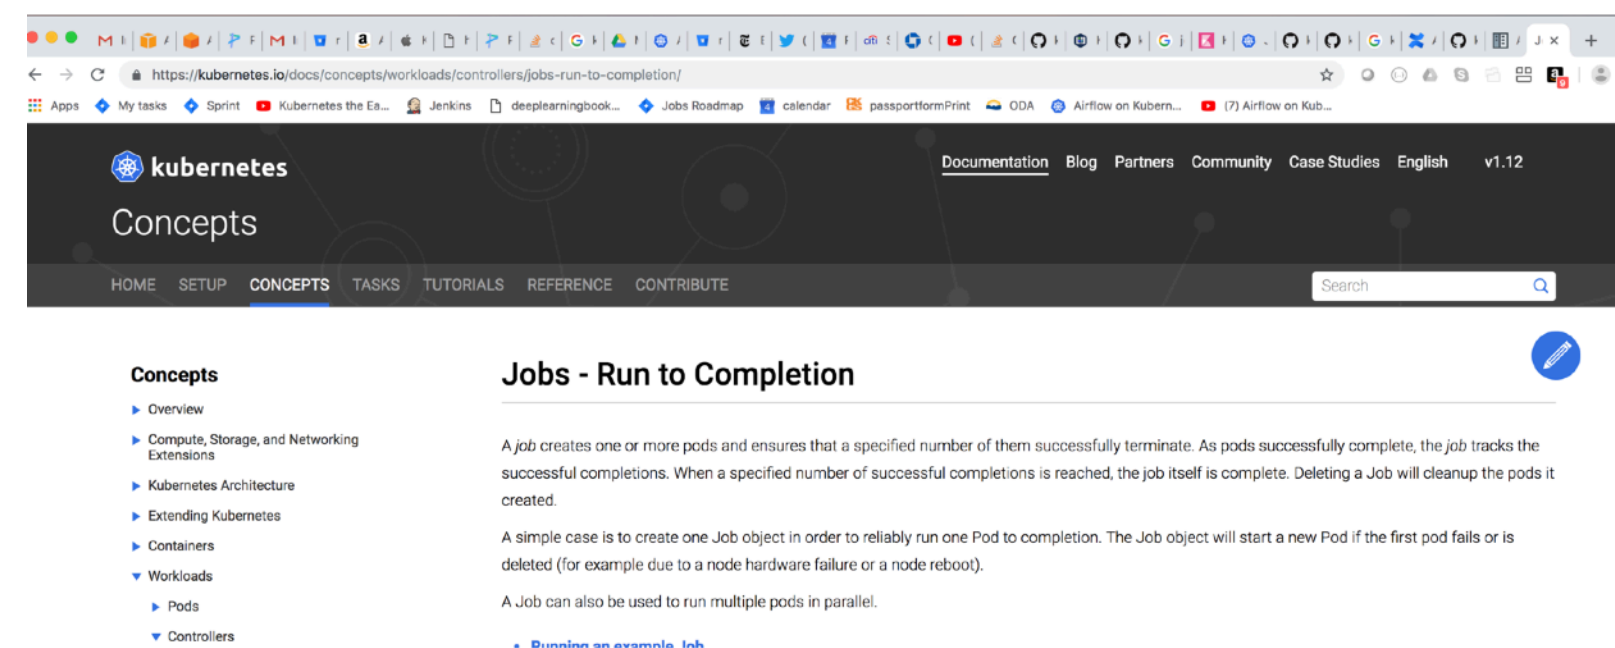 https://kubernetes.io/docs/concepts/workloads/controllers/jobs-run-to-completion/
Apps My tasks Sprint Kubernetes the Ea... Jenkins deeplearningbook... Jobs Roadmap calendar passportformPrint ODA Airflow on Kubern... (7) Airflow on Kub...
kubernetes
Documentation Blog Partners Community Case Studies English v1.12
Concepts
HOME SETUP CONCEPTS TASKS TUTORIALS REFERENCE CONTRIBUTE
Search
Concepts
Overview
Compute, Storage, and Networking
Extensions
Kubernetes Architecture
Extending Kubernetes
Containers
Workloads
Pods
Controllers
Jobs - Run to Completion
A job creates one or more pods and ensures that a specified number of them successfully terminate. As pods successfully complete, the job tracks the
successful completions. When a specified number of successful completions is reached, the job itself is complete. Deleting a Job will cleanup the pods it
created.
A simple case is to create one Job object in order to reliably run one Pod to completion. The Job object will start a new Pod if the first pod fails or is
deleted (for example due to a node hardware failure or a node reboot).
A Job can also be used to run multiple pods in parallel.
Running an example Job